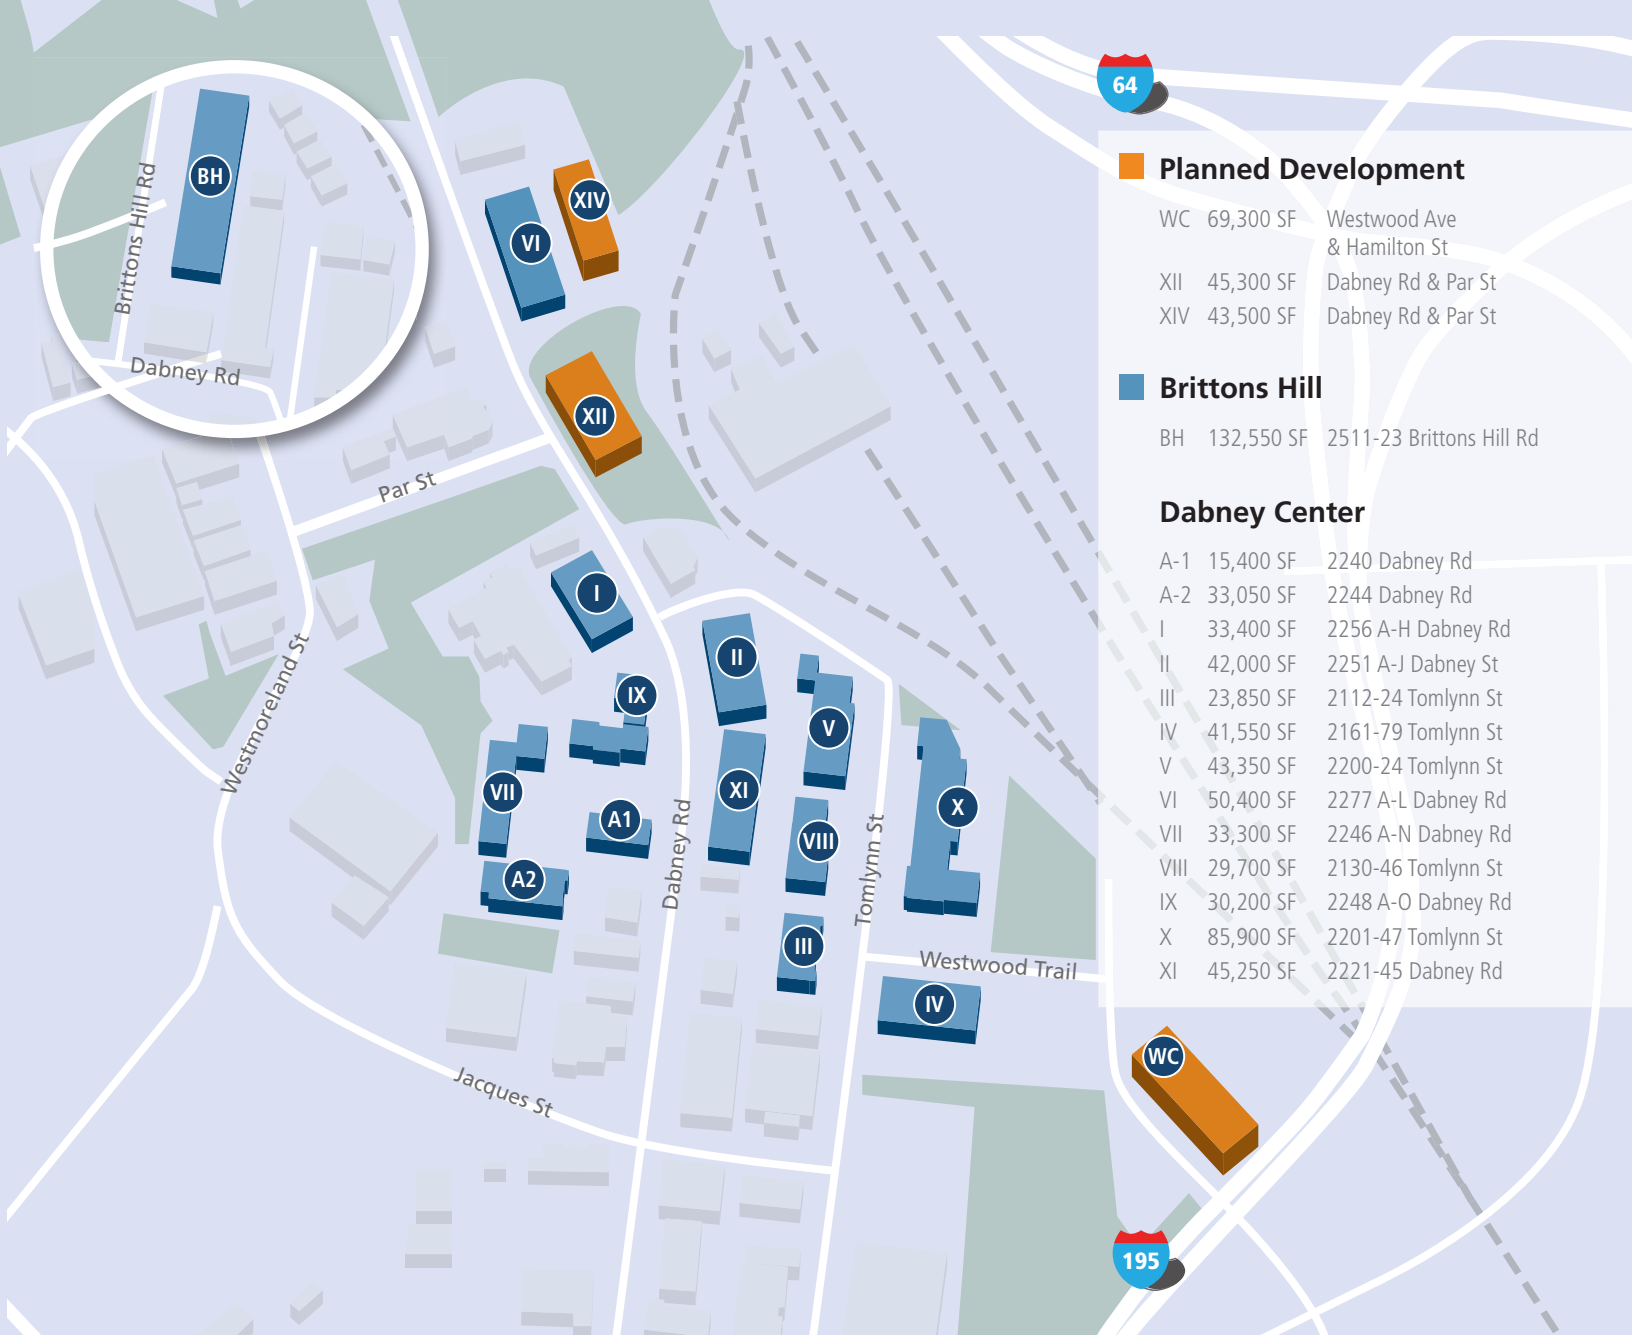 64
Planned Development
WC 69,300 SF Westwood Ave
& Hamilton St
XII 45,300 SF Dabney Rd & Par St
XIV 43,500 SF Dabney Rd & Par St
Brittons Hill
BH 132,550 SF 2511-23 Brittons Hill Rd
Dabney Center
A-1 15,400 SF 2240 Dabney Rd
A-2 33,050 SF 2244 Dabney Rd
I 33,400 SF 2256 A-H Dabney Rd
II 42,000 SF 2251 A-J Dabney St
III 23,850 SF 2112-24 Tomlynn St
IV 41,550 SF 2161-79 Tomlynn St
V 43,350 SF 2200-24 Tomlynn St
VI 50,400 SF 2277 A-L Dabney Rd
VII 33,300 SF 2246 A-N Dabney Rd
VIII 29,700 SF 2130-46 Tomlynn St
IX 30,200 SF 2248 A-O Dabney Rd
X 85,900 SF 2201-47 Tomlynn St
XI 45,250 SF 2221-45 Dabney Rd
BH
Brittons Hill Rd
Dabney Rd
XIV
VI
XII
Par St
I
II
IX
V
VII
XI
X
A1
VIII
A2
Westmoreland St
Dabney Rd
Tomlynn St
III
Westwood Trail
IV
WC
Jacques St
195